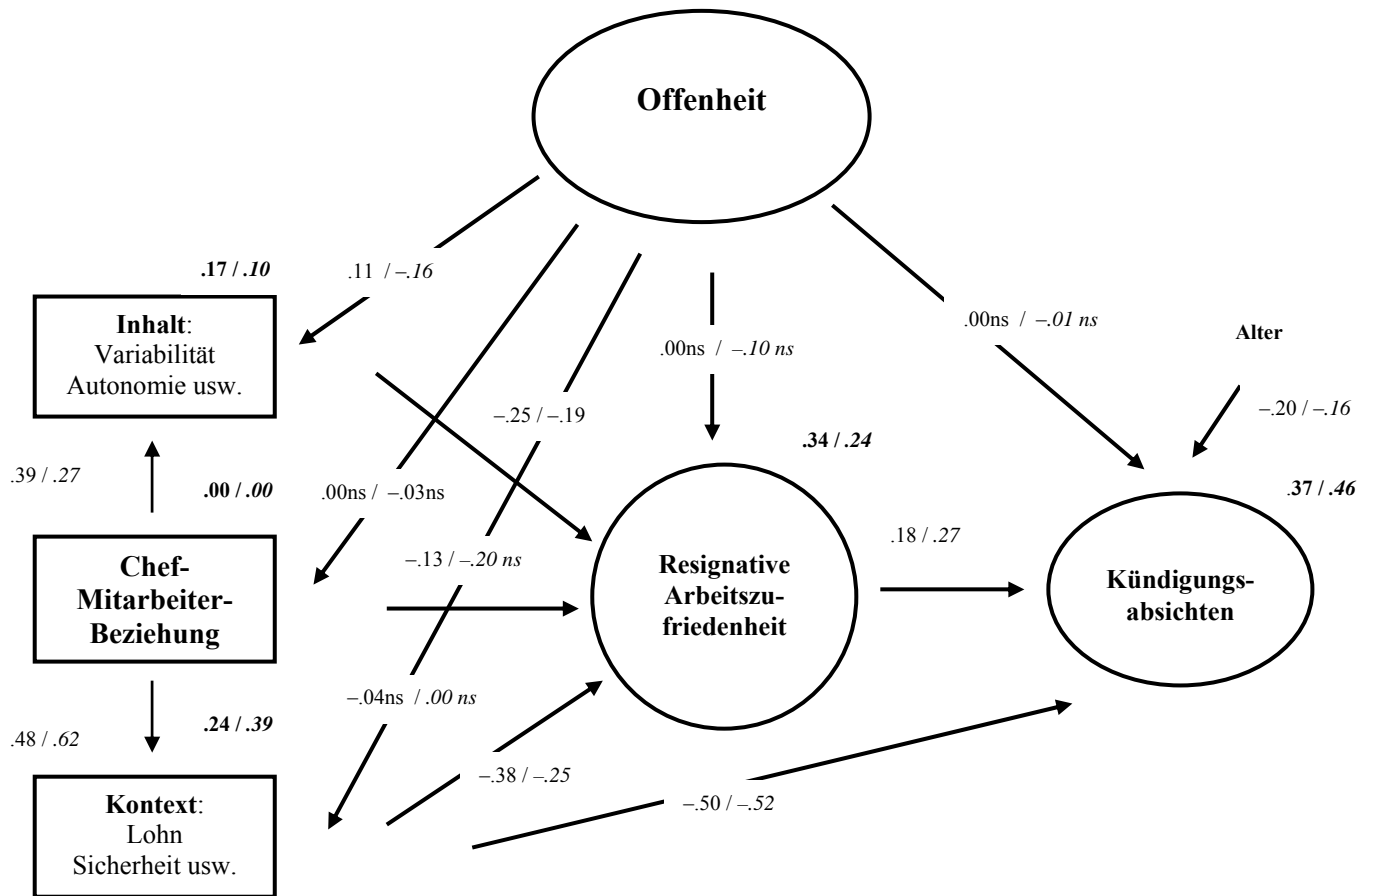 Offenheit
.17 / .10
.11 / –.16
Inhalt:
Variabilität
Autonomie usw.
.00ns / –.10 ns
.00ns / –.01 ns
Alter
–.20 / –.16
–.25 / –.19
.34 / .24
.39 / .27
.00 / .00
.00ns / –.03ns
.37 / .46
Chef-
Mitarbeiter-
Beziehung
–.13 / –.20 ns
Resignative
Arbeitszu-
friedenheit
.18 / .27
Kündigungs-
absichten
–.04ns / .00 ns
.48 / .62
.24 / .39
–.38 / –.25
–.50 / –.52
Kontext:
Lohn
Sicherheit usw.